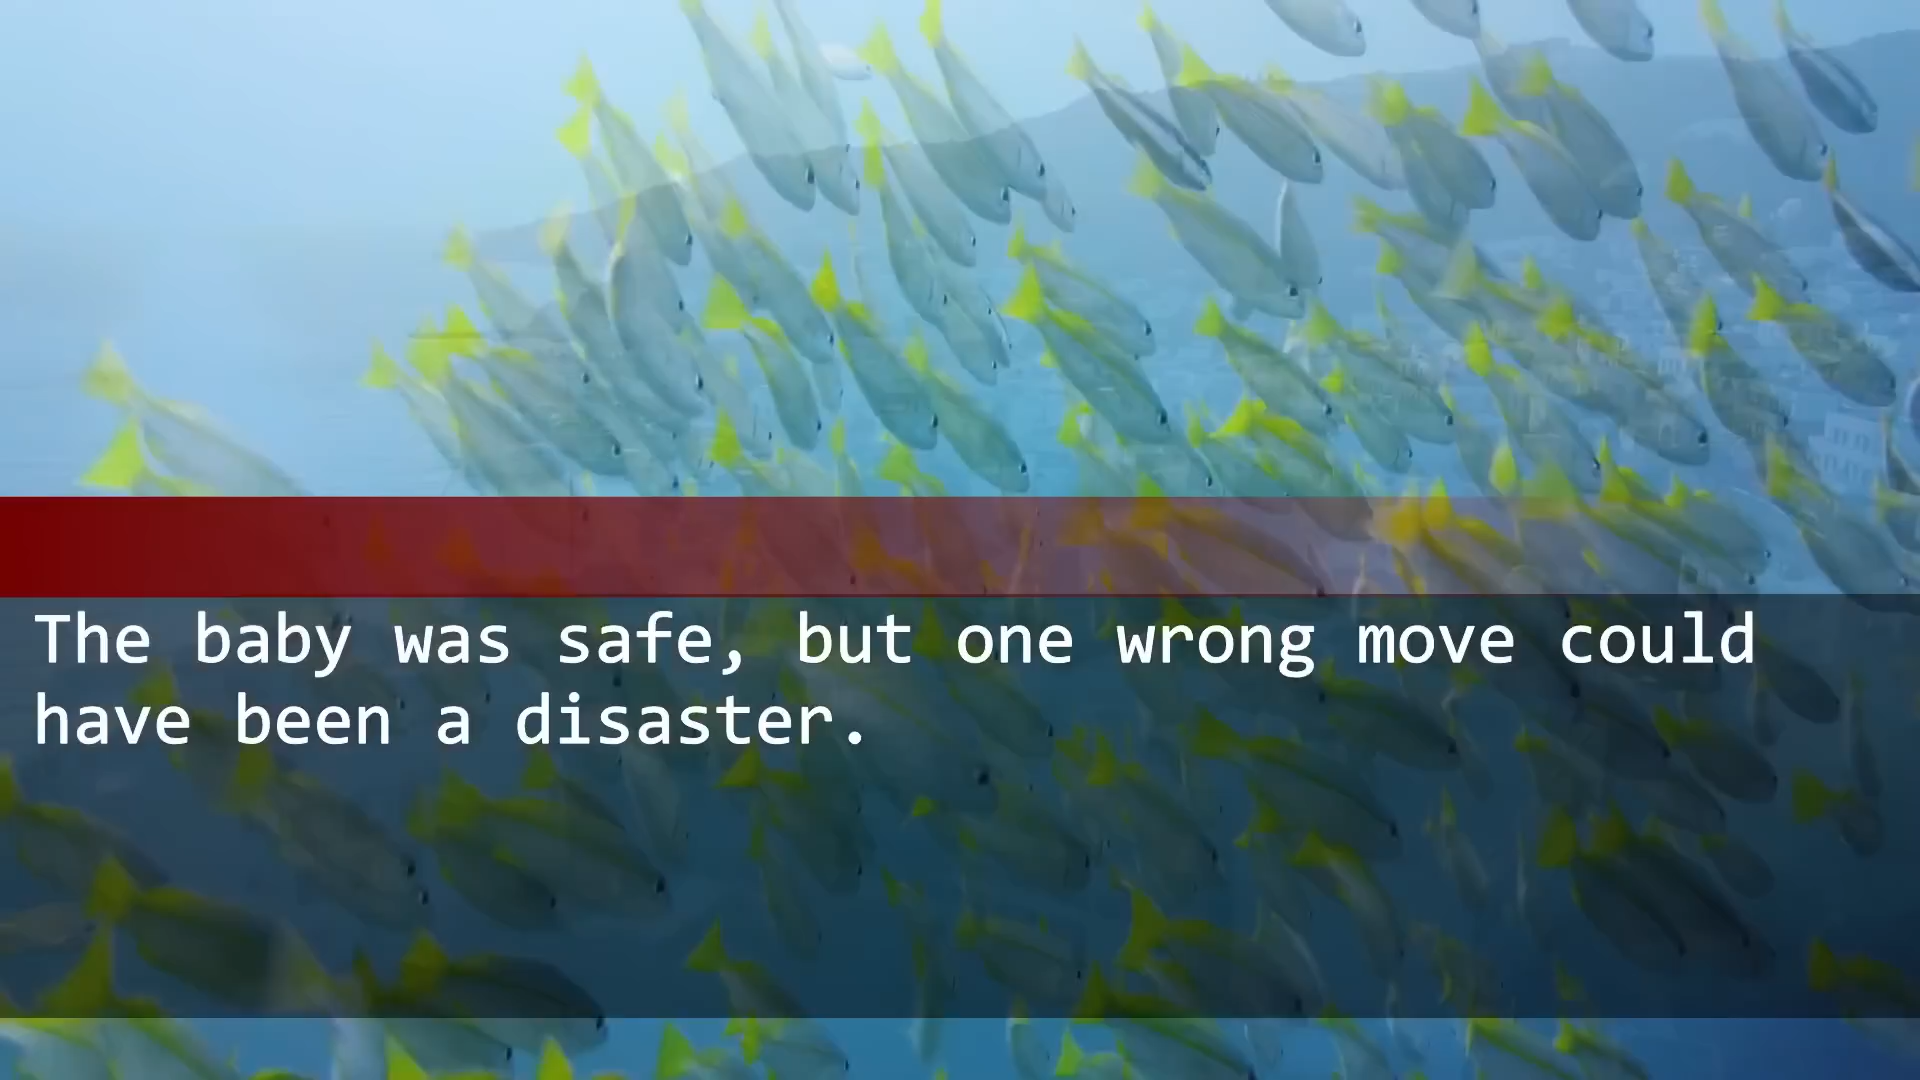 The baby was safe, but one wrong move could
have been a disaster.